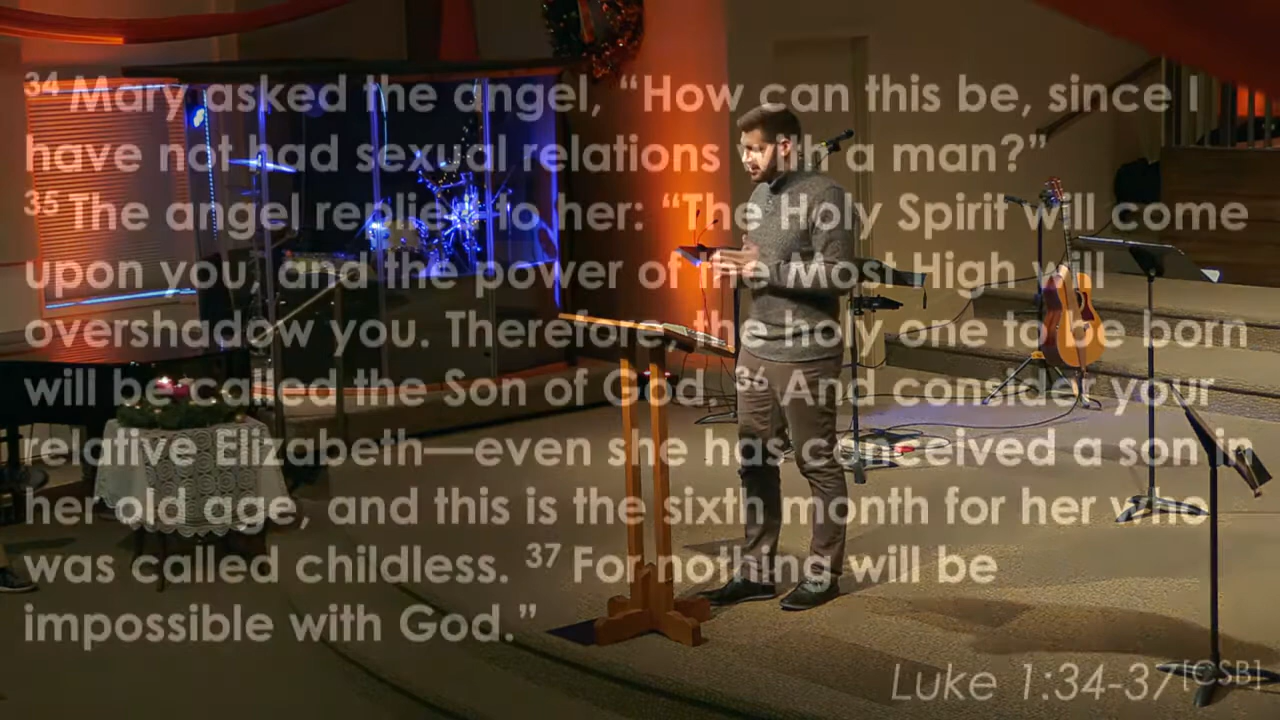 34 Mary asked the angel, “How can this be, since I
have not had sexual relations with a man?”
35 The angel replied to her: “The Holy Spirit will come
upon you, and the power of the Most High will
overshadow you. Therefore, the holy one to be born
will be called the Son of God. 36 And consider your
relative Elizabeth—even she has conceived a son in
her old age, and this is the sixth month for her who
was called childless. 37 For nothing will be
impossible with God.”
Luke 1:34-37[CSB]